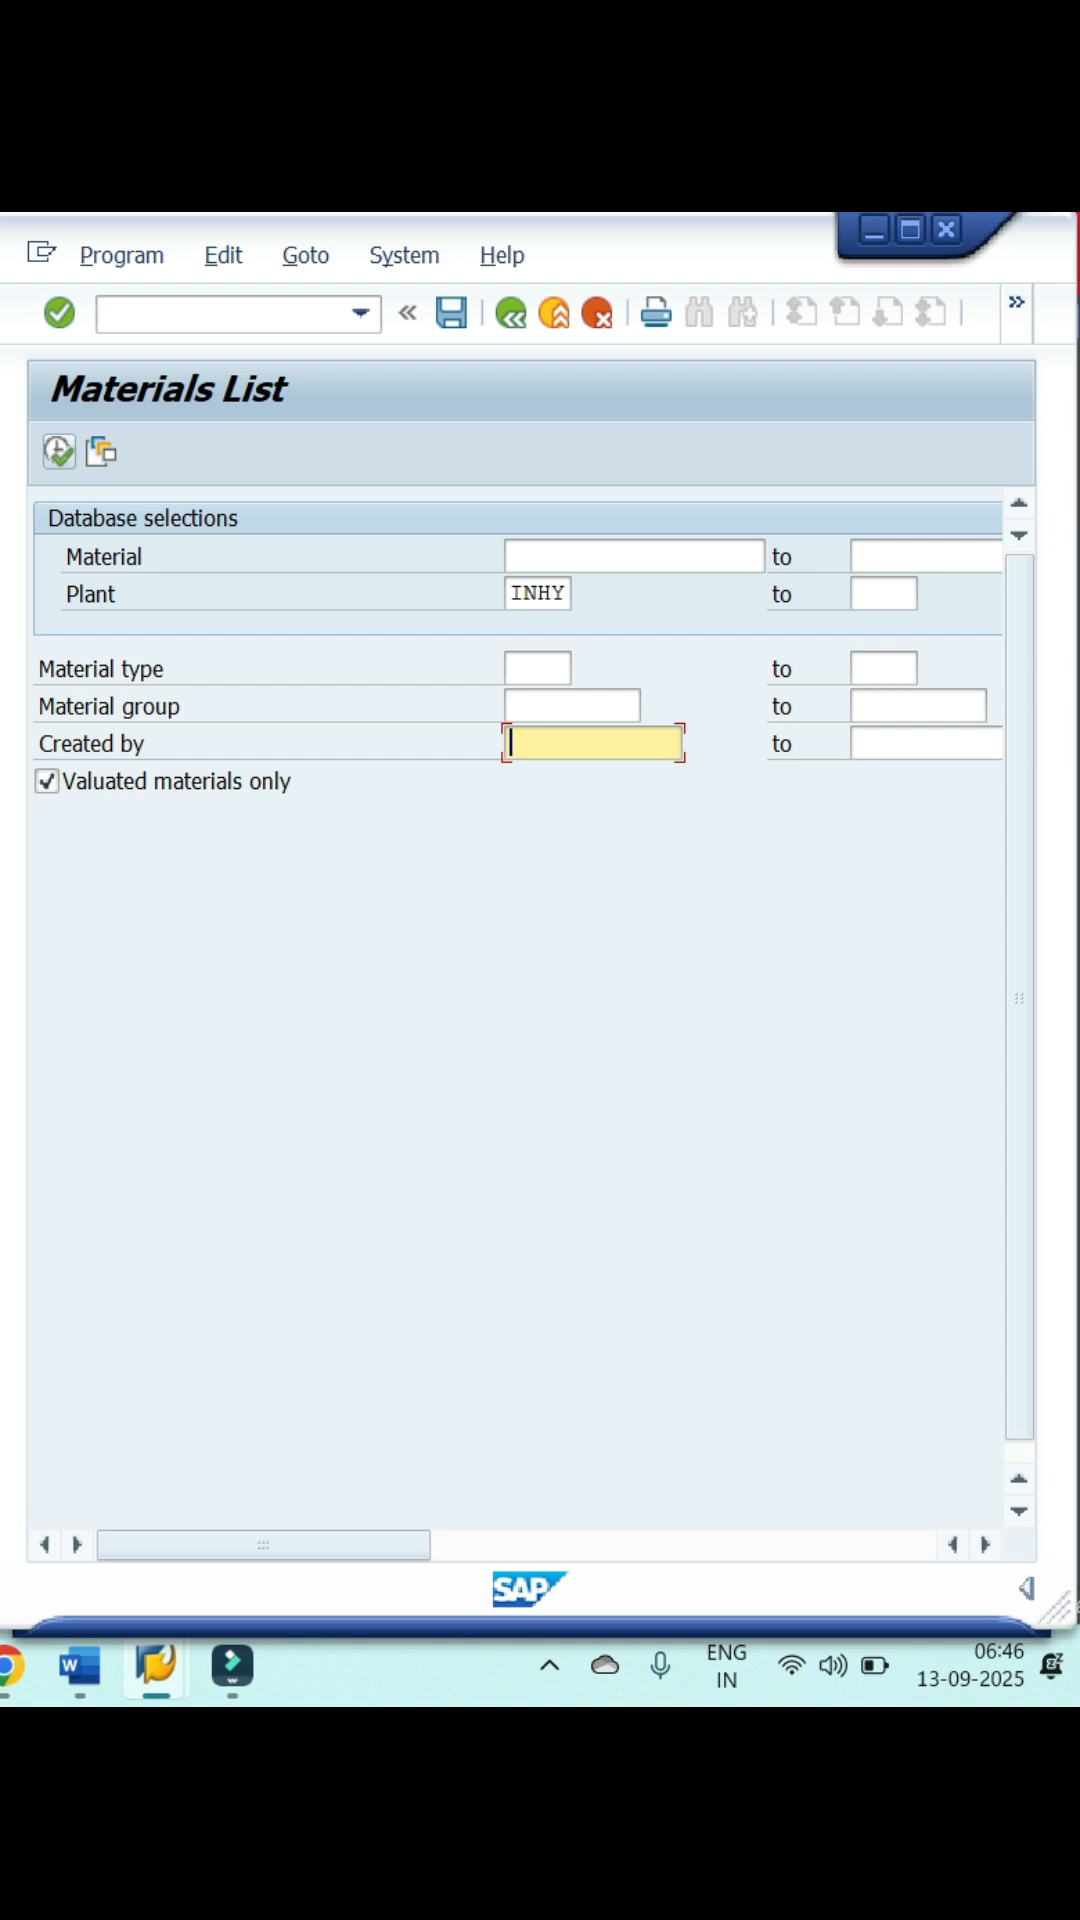 Program Edit Goto System Help
Materials List
Database selections
Material to
Plant INHY to
Material type to
Material group to
Created by to
Valuated materials only
SAP
W
ENG
IN
06:46
13-09-2025